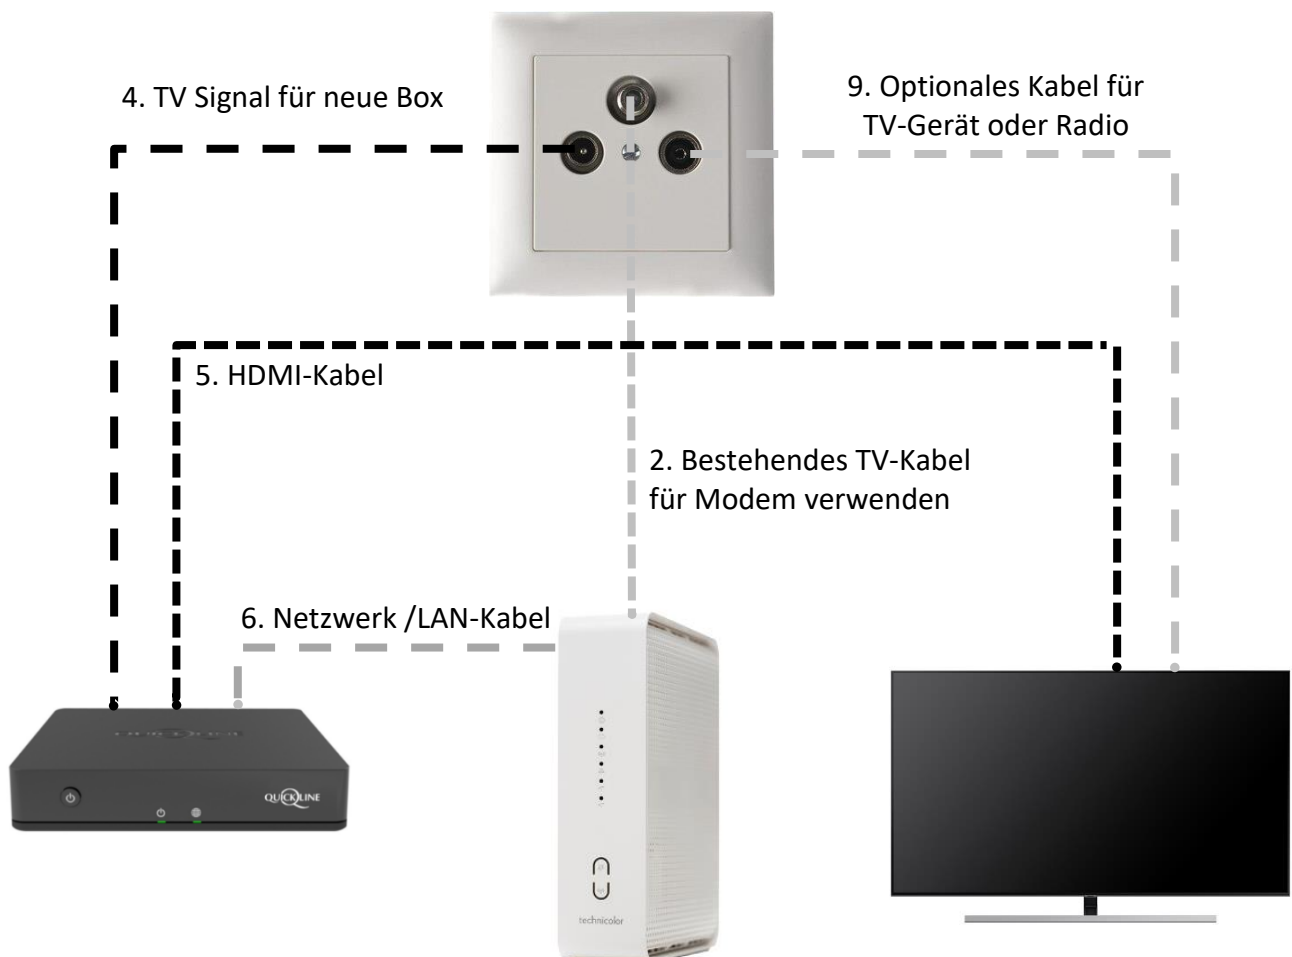 4. TV Signal für neue Box
9. Optionales Kabel für
TV-Gerät oder Radio
5. HDMI-Kabel
2. Bestehendes TV-Kabel
für Modem verwenden
6. Netzwerk /LAN-Kabel
QUICKLINE
technicolor